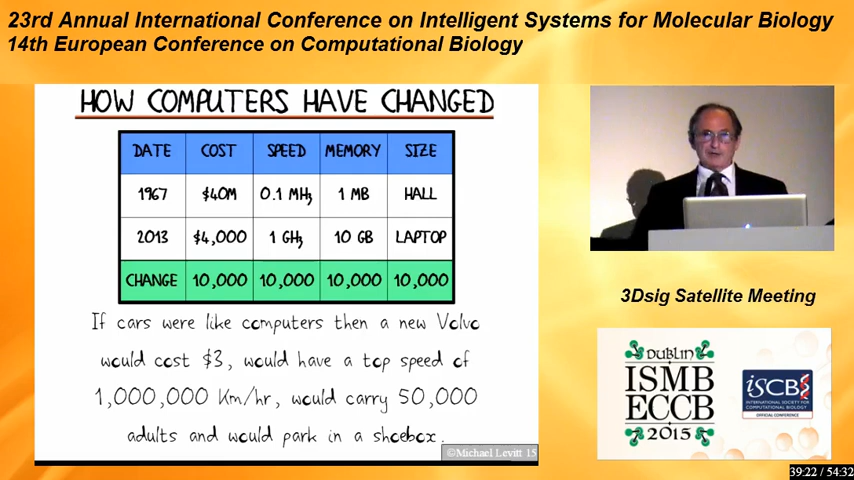 23rd Annual International Conference on Intelligent Systems for Molecular Biology
14th European Conference on Computational Biology
HOW COMPUTERS HAVE CHANGED
DATE COST SPEED MEMORY SIZE
1967 $40M 0.1 MHz 1 MB HALL
2013 $4,000 1 GHz 10 GB LAPTOP
CHANGE 10,000 10,000 10,000 10,000
If cars were like computers then a new Volvo
would cost $3, would have a top speed of
1,000,000 Km/hr, would carry 50,000
adults and would park in a shoebox.
©Michael Levitt 15
3Dsig Satellite Meeting
DUBLIN
ISMB
ECCB
2015
iSCB
INTERNATIONAL SOCIETY FOR
COMPUTATIONAL BIOLOGY
OFFICIAL CONFERENCE
39:22 / 54:32